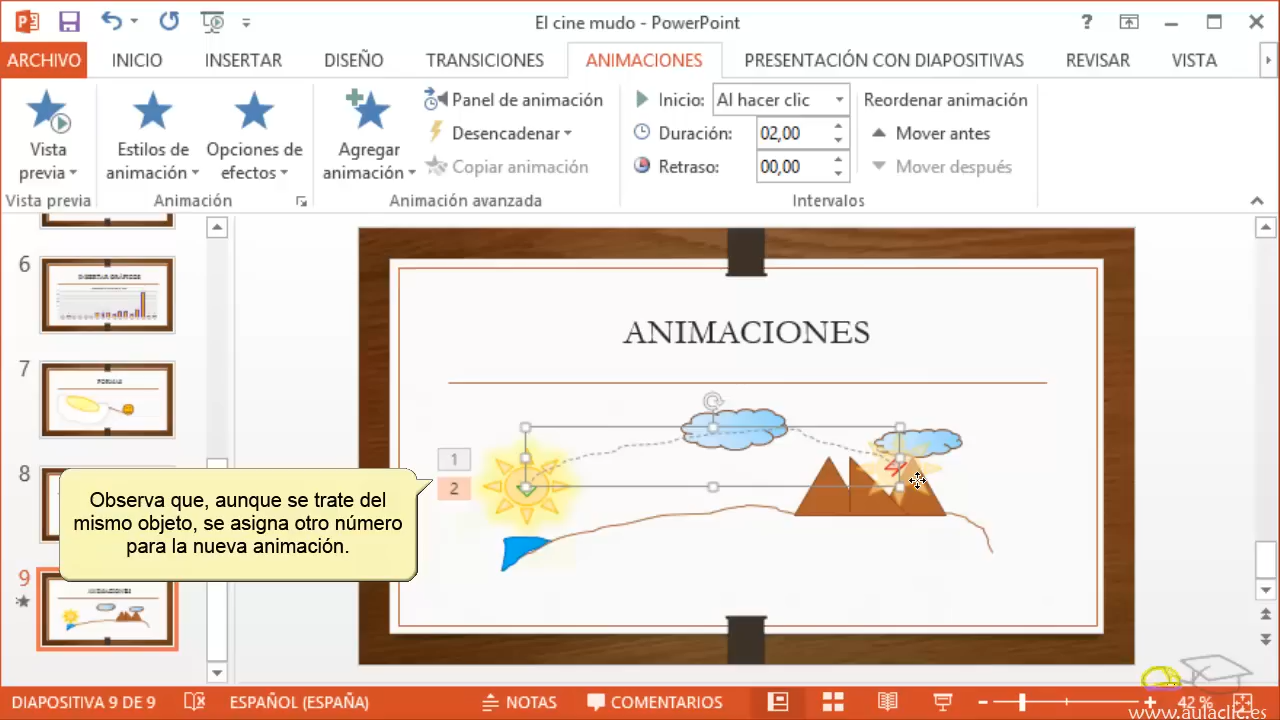 El cine mudo - PowerPoint
ARCHIVO INICIO INSERTAR DISEÑO TRANSICIONES ANIMACIONES PRESENTACIÓN CON DIAPOSITIVAS REVISAR VISTA
Vista previa
Estilos de animación
Opciones de efectos
Agregar animación
Panel de animación
Desencadenar
Copiar animación
Inicio: Al hacer clic
Duración: 02,00
Retraso: 00,00
Reordenar animación
Mover antes
Mover después
Vista previa Animación Animación avanzada Intervalos
6
7
FORMAS
8
9
ANIMACIONES
ANIMACIONES
1
2
Observa que, aunque se trate del
mismo objeto, se asigna otro número
para la nueva animación.
DIAPOSITIVA 9 DE 9 ESPAÑOL (ESPAÑA) NOTAS COMENTARIOS 42 %
www.aulaclic.es